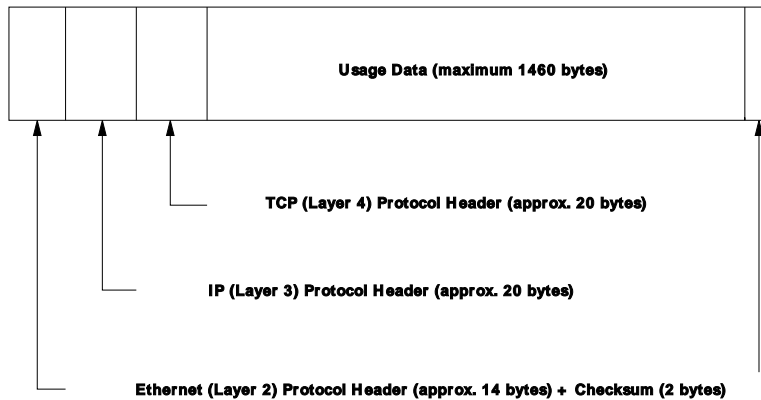 Usage Data (maximum 1460 bytes)
TCP (Layer 4) Protocol Header (approx. 20 bytes)
IP (Layer 3) Protocol Header (approx. 20 bytes)
Ethernet (Layer 2) Protocol Header (approx. 14 bytes) + Checksum (2 bytes)